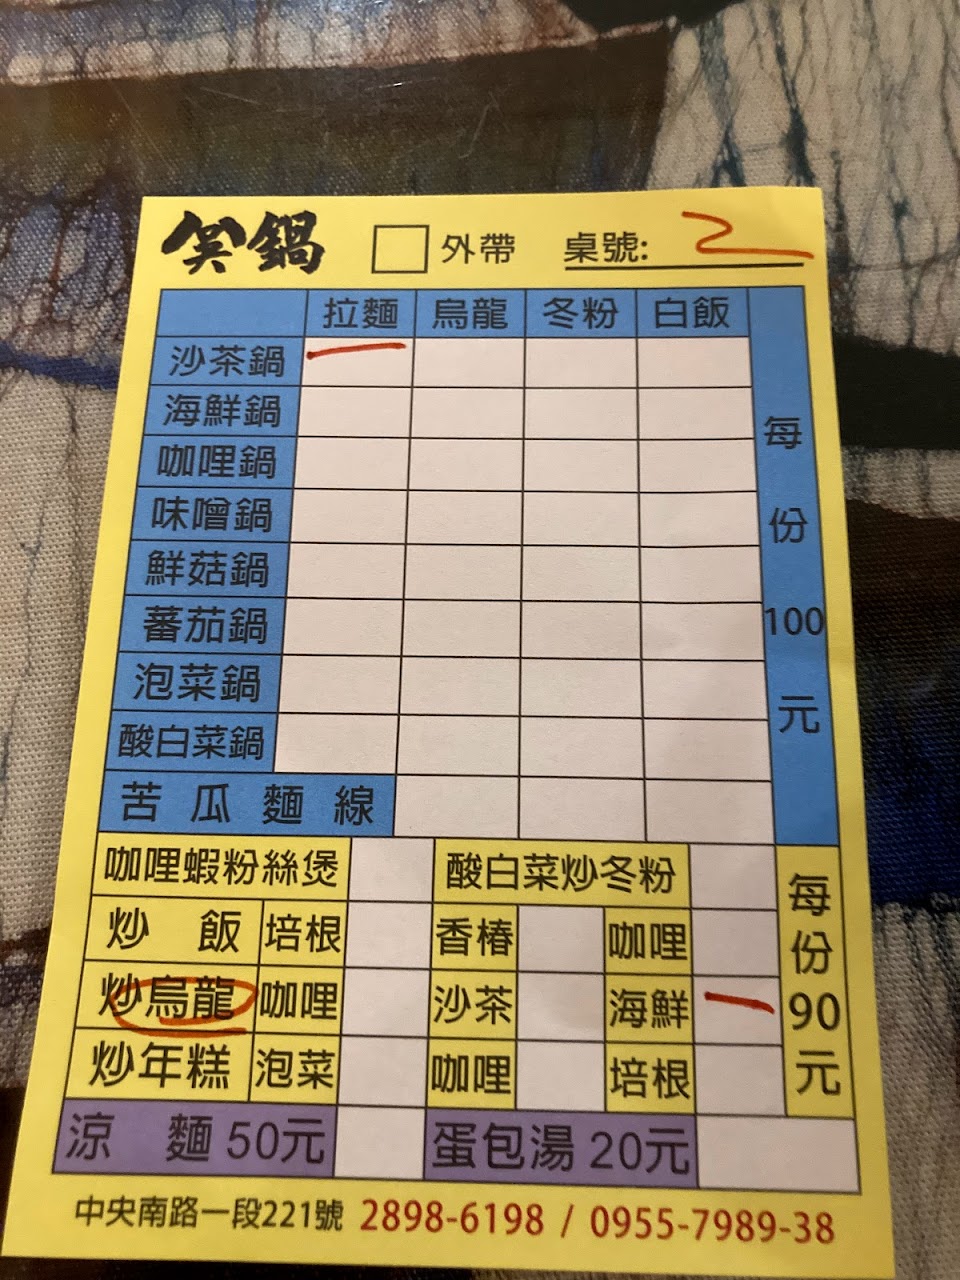 笑鍋 外帶 桌號: 2
拉麵 烏龍 冬粉 白飯
沙茶鍋
海鮮鍋
咖哩鍋
味噌鍋
鮮菇鍋
蕃茄鍋
泡菜鍋
酸白菜鍋
苦瓜麵線
每份100元
咖哩蝦粉絲煲 酸白菜炒冬粉
炒飯 培根 香椿 咖哩
炒烏龍 咖哩 沙茶 海鮮
炒年糕 泡菜 咖哩 培根
每份90元
涼麵50元 蛋包湯20元
中央南路一段221號 2898-6198 / 0955-7989-38